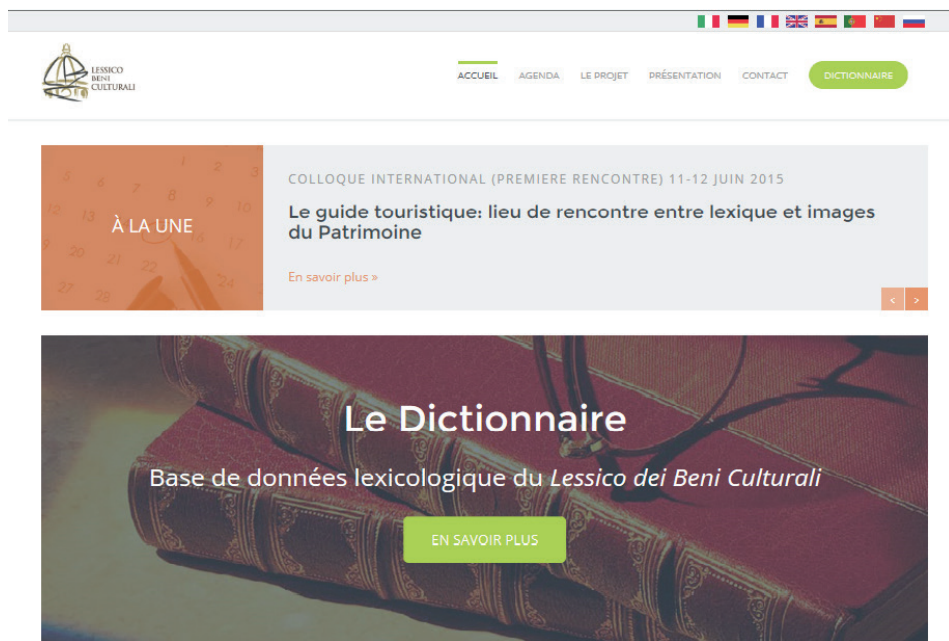 LESSICO
BENI
CULTURALI
ACCUEIL AGENDA LE PROJET PRÉSENTATION CONTACT DICTIONNAIRE
À LA UNE
COLLOQUE INTERNATIONAL (PREMIERE RENCONTRE) 11-12 JUIN 2015
Le guide touristique: lieu de rencontre entre lexique et images
du Patrimoine
En savoir plus »
< >
Le Dictionnaire
Base de données lexicologique du Lessico dei Beni Culturali
EN SAVOIR PLUS